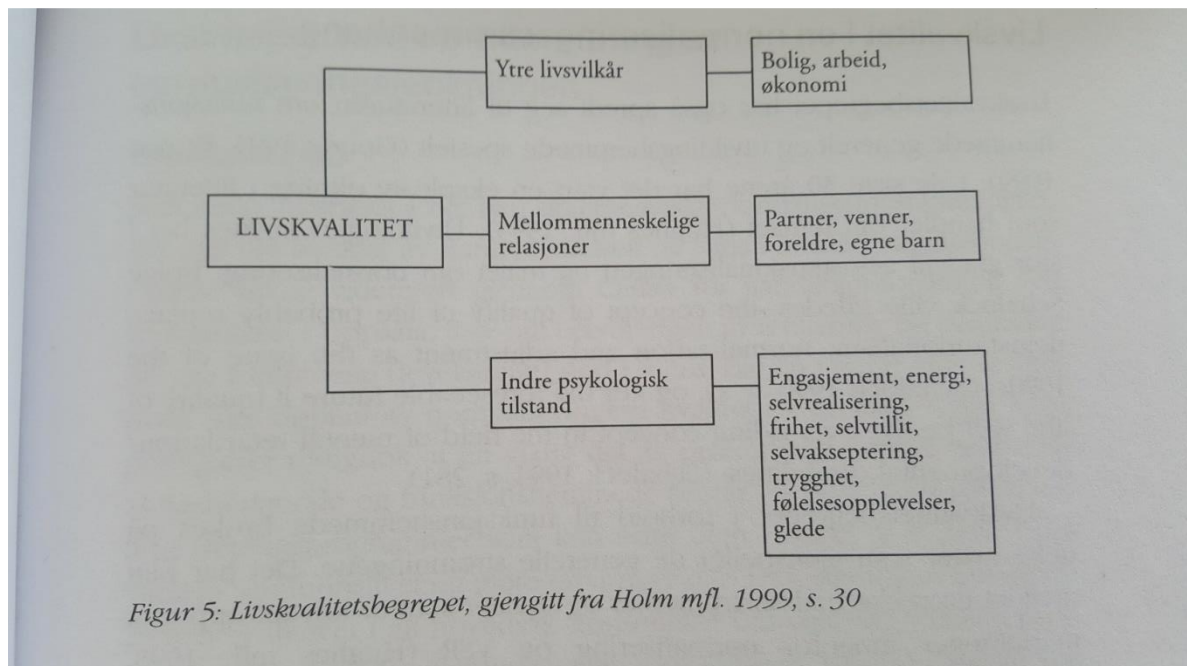 Ytre livsvilkår
Bolig, arbeid,
økonomi
LIVSKVALITET
Mellommenneskelige
relasjoner
Partner, venner,
foreldre, egne barn
Indre psykologisk
tilstand
Engasjement, energi,
selvrealisering,
frihet, selvtillit,
selvakseptering,
trygghet,
følelsesopplevelser,
glede
Figur 5: Livskvalitetsbegrepet, gjengitt fra Holm mfl. 1999, s. 30